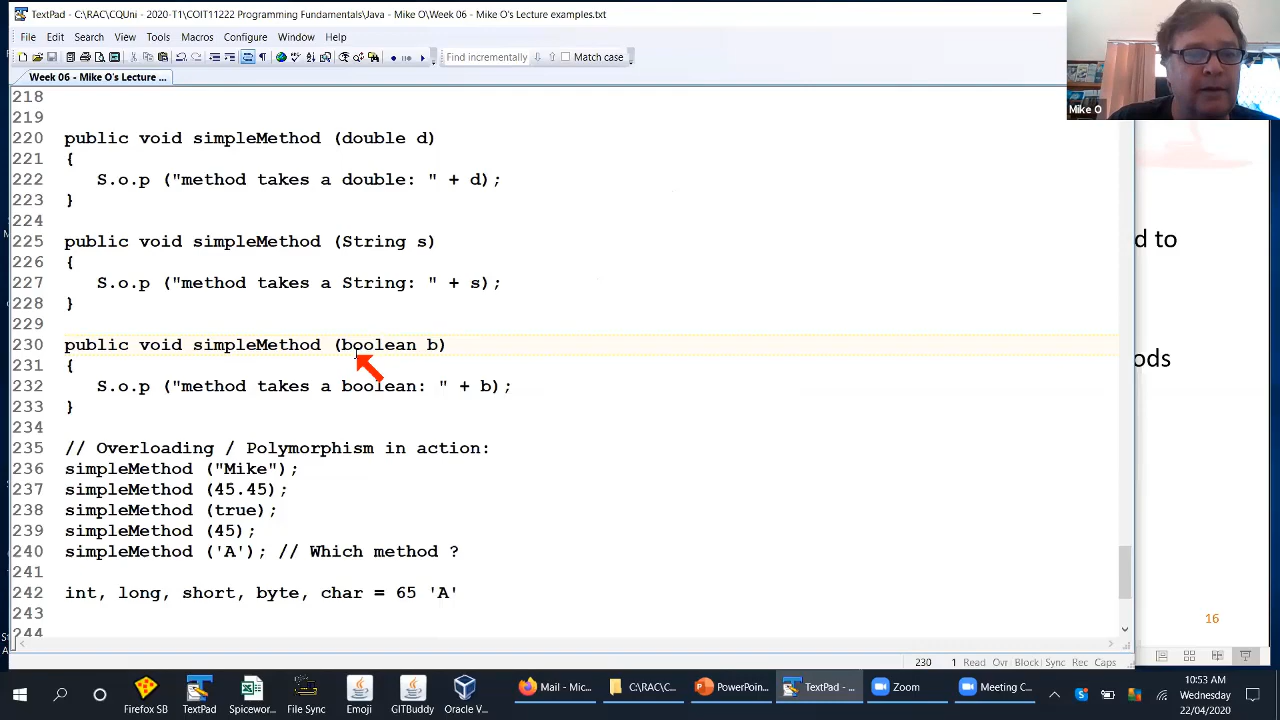 TextPad - C:\RAC\CQUni - 2020-T1\COIT11222 Programming Fundamentals\Java - Mike O\Week 06 - Mike O's Lecture examples.txt
File Edit Search View Tools Macros Configure Window Help
Find incrementally Match case
Week 06 - Mike O's Lecture ...
Mike O
218
219
220 public void simpleMethod (double d)
221 {
222 S.o.p ("method takes a double: " + d);
223 }
224
225 public void simpleMethod (String s)
226 {
227 S.o.p ("method takes a String: " + s);
228 }
229
230 public void simpleMethod (boolean b)
231 {
232 S.o.p ("method takes a boolean: " + b);
233 }
234
235 // Overloading / Polymorphism in action:
236 simpleMethod ("Mike");
237 simpleMethod (45.45);
238 simpleMethod (true);
239 simpleMethod (45);
240 simpleMethod ('A'); // Which method ?
241
242 int, long, short, byte, char = 65 'A'
243
244
d to
ods
16
230 1 Read Ovr Block Sync Rec Caps
Firefox SB TextPad Spicewor... File Sync Emoji GITBuddy Oracle V...
Mail - Mic... C:\RAC\C... PowerPoin... TextPad - ... Zoom Meeting C...
10:53 AM
Wednesday
22/04/2020